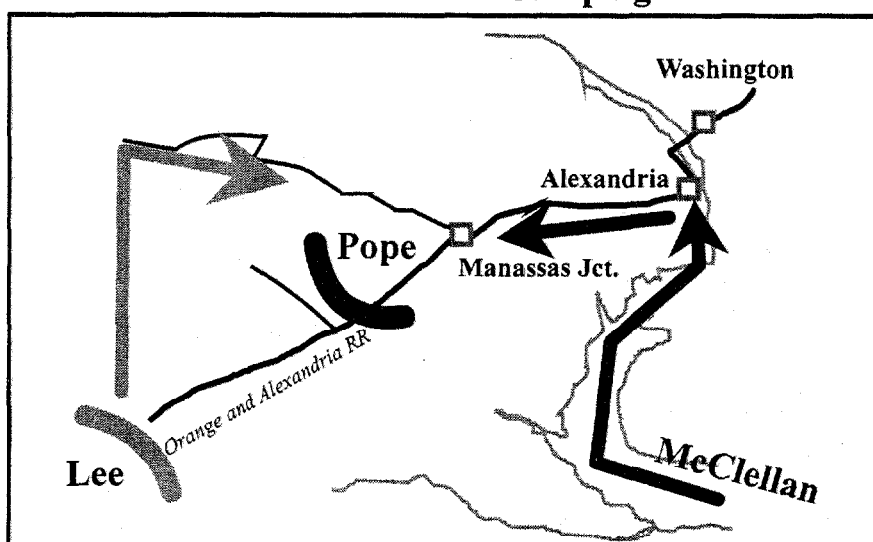 Washington
Alexandria
Pope
Manassas Jct.
Orange and Alexandria RR
Lee
McClellan